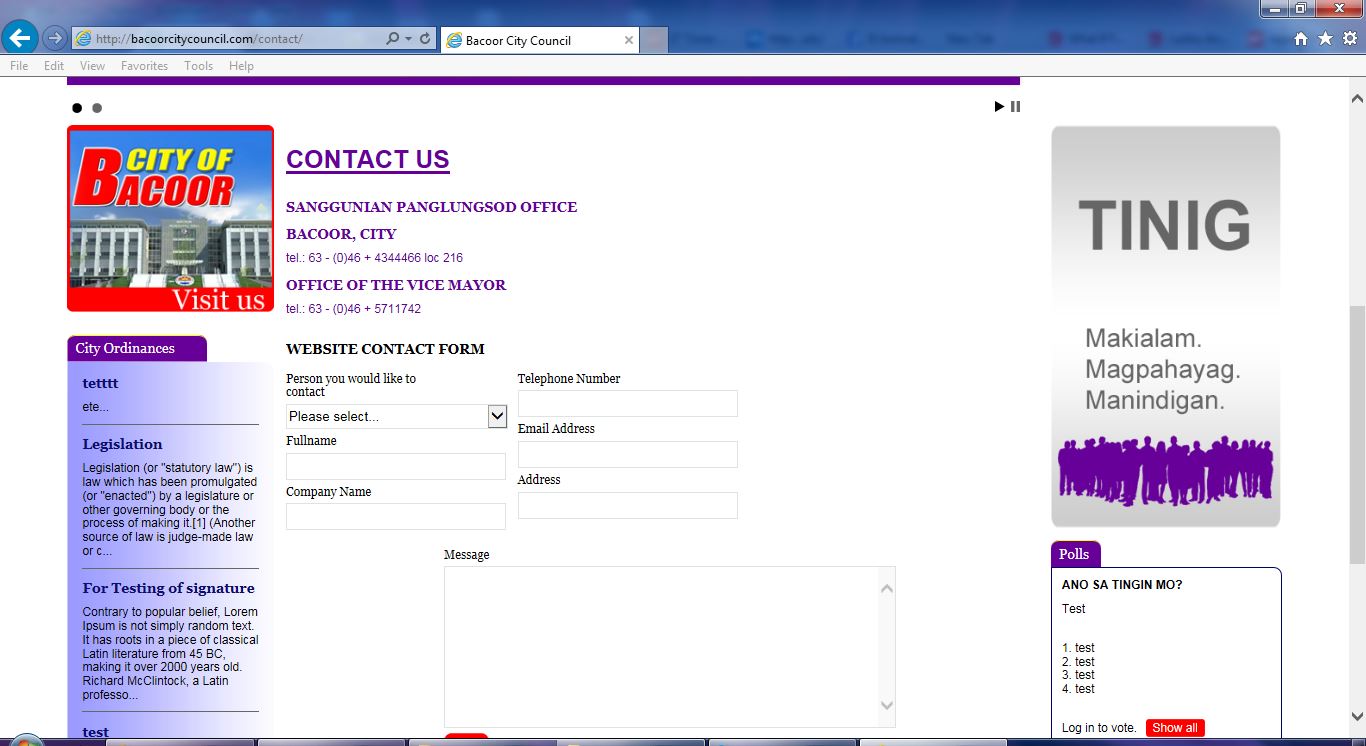 http://bacoorcitycouncil.com/contact/
Bacoor City Council
File Edit View Favorites Tools Help
CITY OF
BACOOR
Visit us
City Ordinances
tetttt
ete...
Legislation
Legislation (or "statutory law") is
law which has been promulgated
(or "enacted") by a legislature or
other governing body or the
process of making it.[1] (Another
source of law is judge-made law
or c...
For Testing of signature
Contrary to popular belief, Lorem
Ipsum is not simply random text.
It has roots in a piece of classical
Latin literature from 45 BC,
making it over 2000 years old.
Richard McClintock, a Latin
professo...
test
CONTACT US
SANGGUNIAN PANGLUNGSOD OFFICE
BACOOR, CITY
tel.: 63 - (0)46 + 4344466 loc 216
OFFICE OF THE VICE MAYOR
tel.: 63 - (0)46 + 5711742
WEBSITE CONTACT FORM
Person you would like to
contact
Please select...
Fullname
Company Name
Telephone Number
Email Address
Address
Message
TINIG
Makialam.
Magpahayag.
Manindigan.
Polls
ANO SA TINGIN MO?
Test
1. test
2. test
3. test
4. test
Log in to vote. Show all